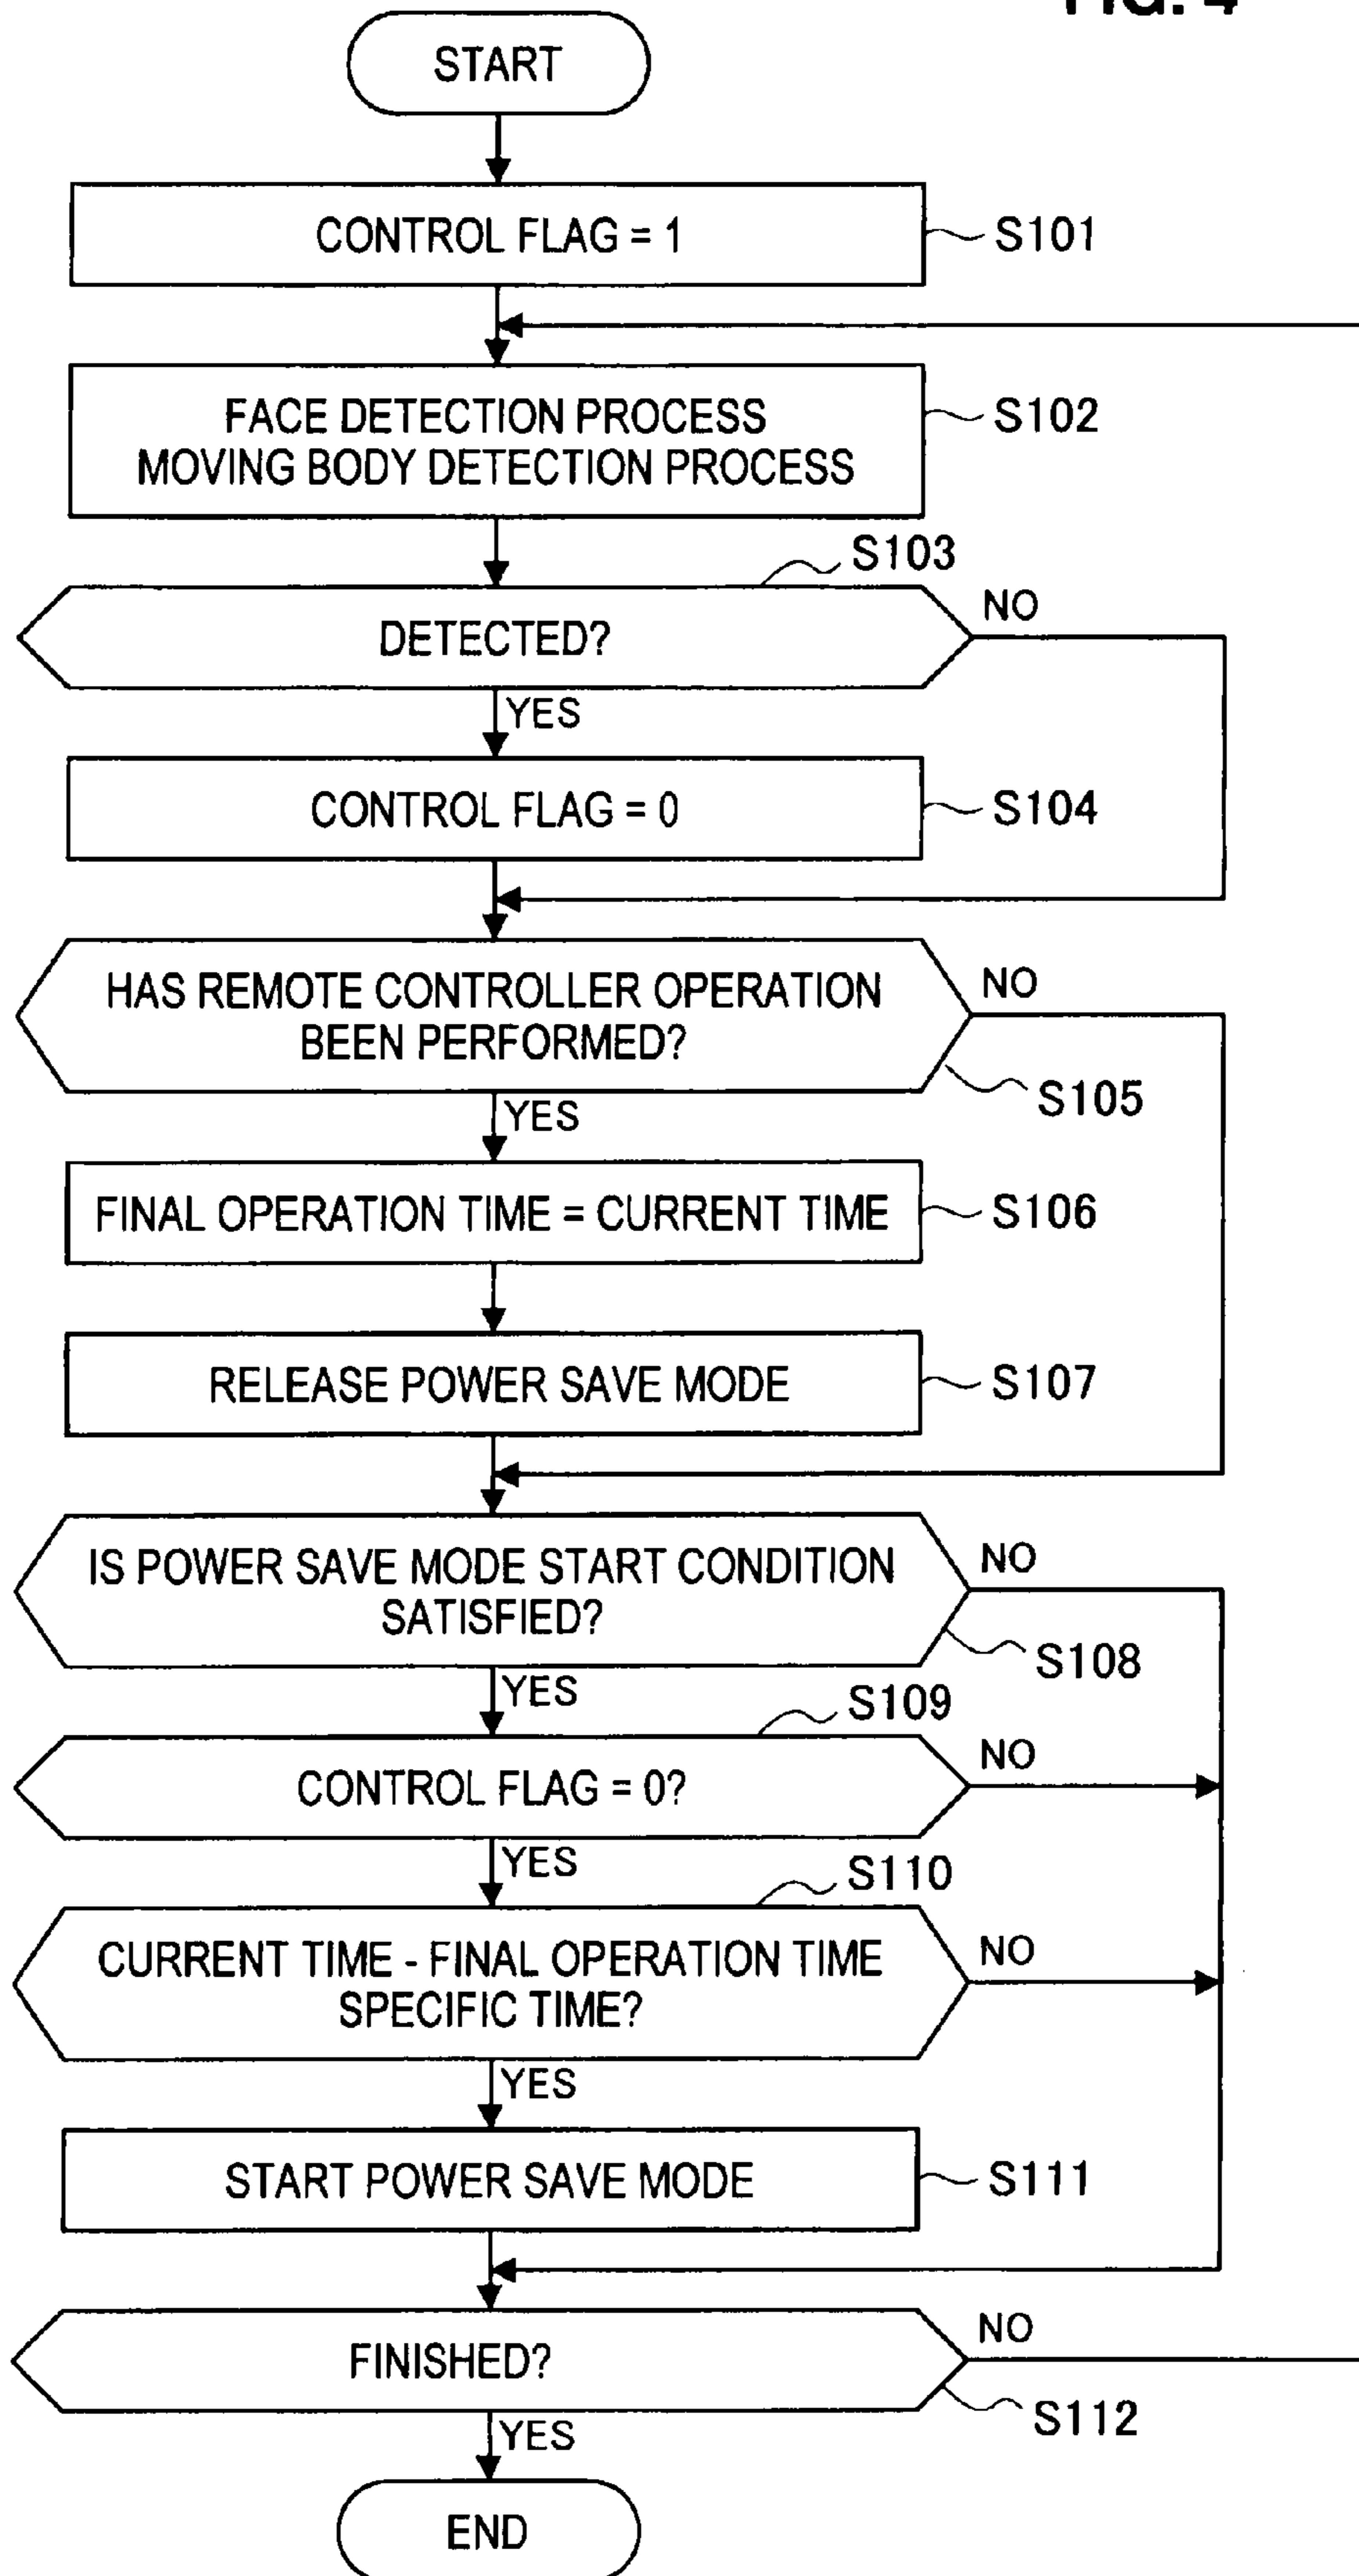 FIG. 4
START
CONTROL FLAG = 1
S101
FACE DETECTION PROCESS
MOVING BODY DETECTION PROCESS
S102
S103
DETECTED?
NO
YES
CONTROL FLAG = 0
S104
HAS REMOTE CONTROLLER OPERATION
BEEN PERFORMED?
NO
S105
YES
FINAL OPERATION TIME = CURRENT TIME
S106
RELEASE POWER SAVE MODE
S107
IS POWER SAVE MODE START CONDITION
SATISFIED?
NO
S108
YES
S109
CONTROL FLAG = 0?
NO
YES
S110
CURRENT TIME - FINAL OPERATION TIME
SPECIFIC TIME?
NO
YES
START POWER SAVE MODE
S111
FINISHED?
NO
S112
YES
END